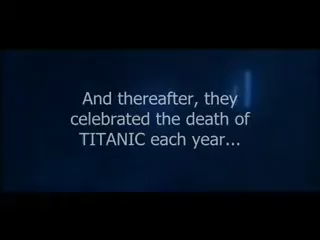 And thereafter, they
celebrated the death of
TITANIC each year...